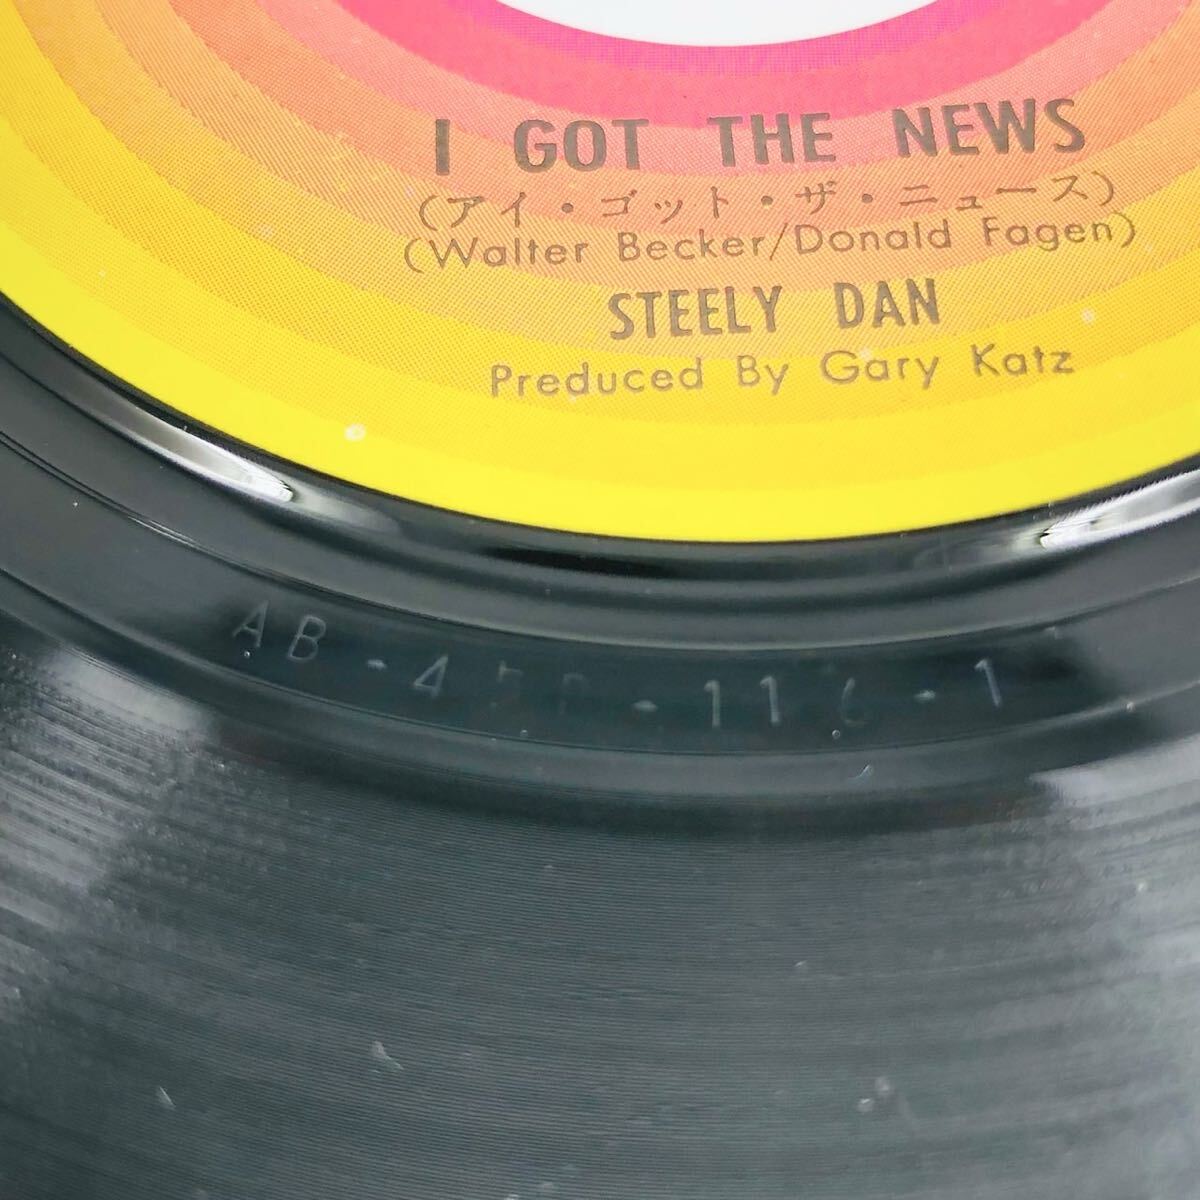 I GOT THE NEWS
(アイ・ゴット・ザ・ニュース)
(Walter Becker/Donald Fagen)
STEELY DAN
Preduced By Gary Katz